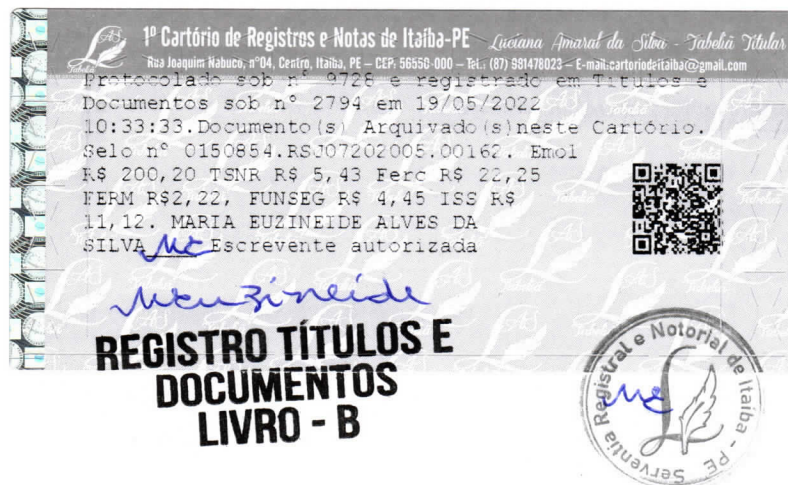 1º Cartório de Registros e Notas de Itaíba-PE Luciana Amaral da Silva - Tabeliã Titular
Rua Joaquim Nabuco, nº04, Centro, Itaíba, PE – CEP: 56550-000 – Tel.: (87) 981478023 – E-mail:cartoriodeitaiba@gmail.com
Protocolado sob nº 9728 e registrado em Títulos e
Documentos sob nº 2794 em 19/05/2022
10:33:33.Documento(s) Arquivado(s)neste Cartório.
Selo nº 0150854.RSJ07202005.00162. Emol
R$ 200,20 TSNR R$ 5,43 Ferc R$ 22,25
FERM R$2,22, FUNSEG R$ 4,45 ISS R$
11,12. MARIA EUZINEIDE ALVES DA
SILVA Escrevente autorizada
REGISTRO TÍTULOS E
DOCUMENTOS
LIVRO - B
Serventia Registral e Notorial de Itaíba - PE